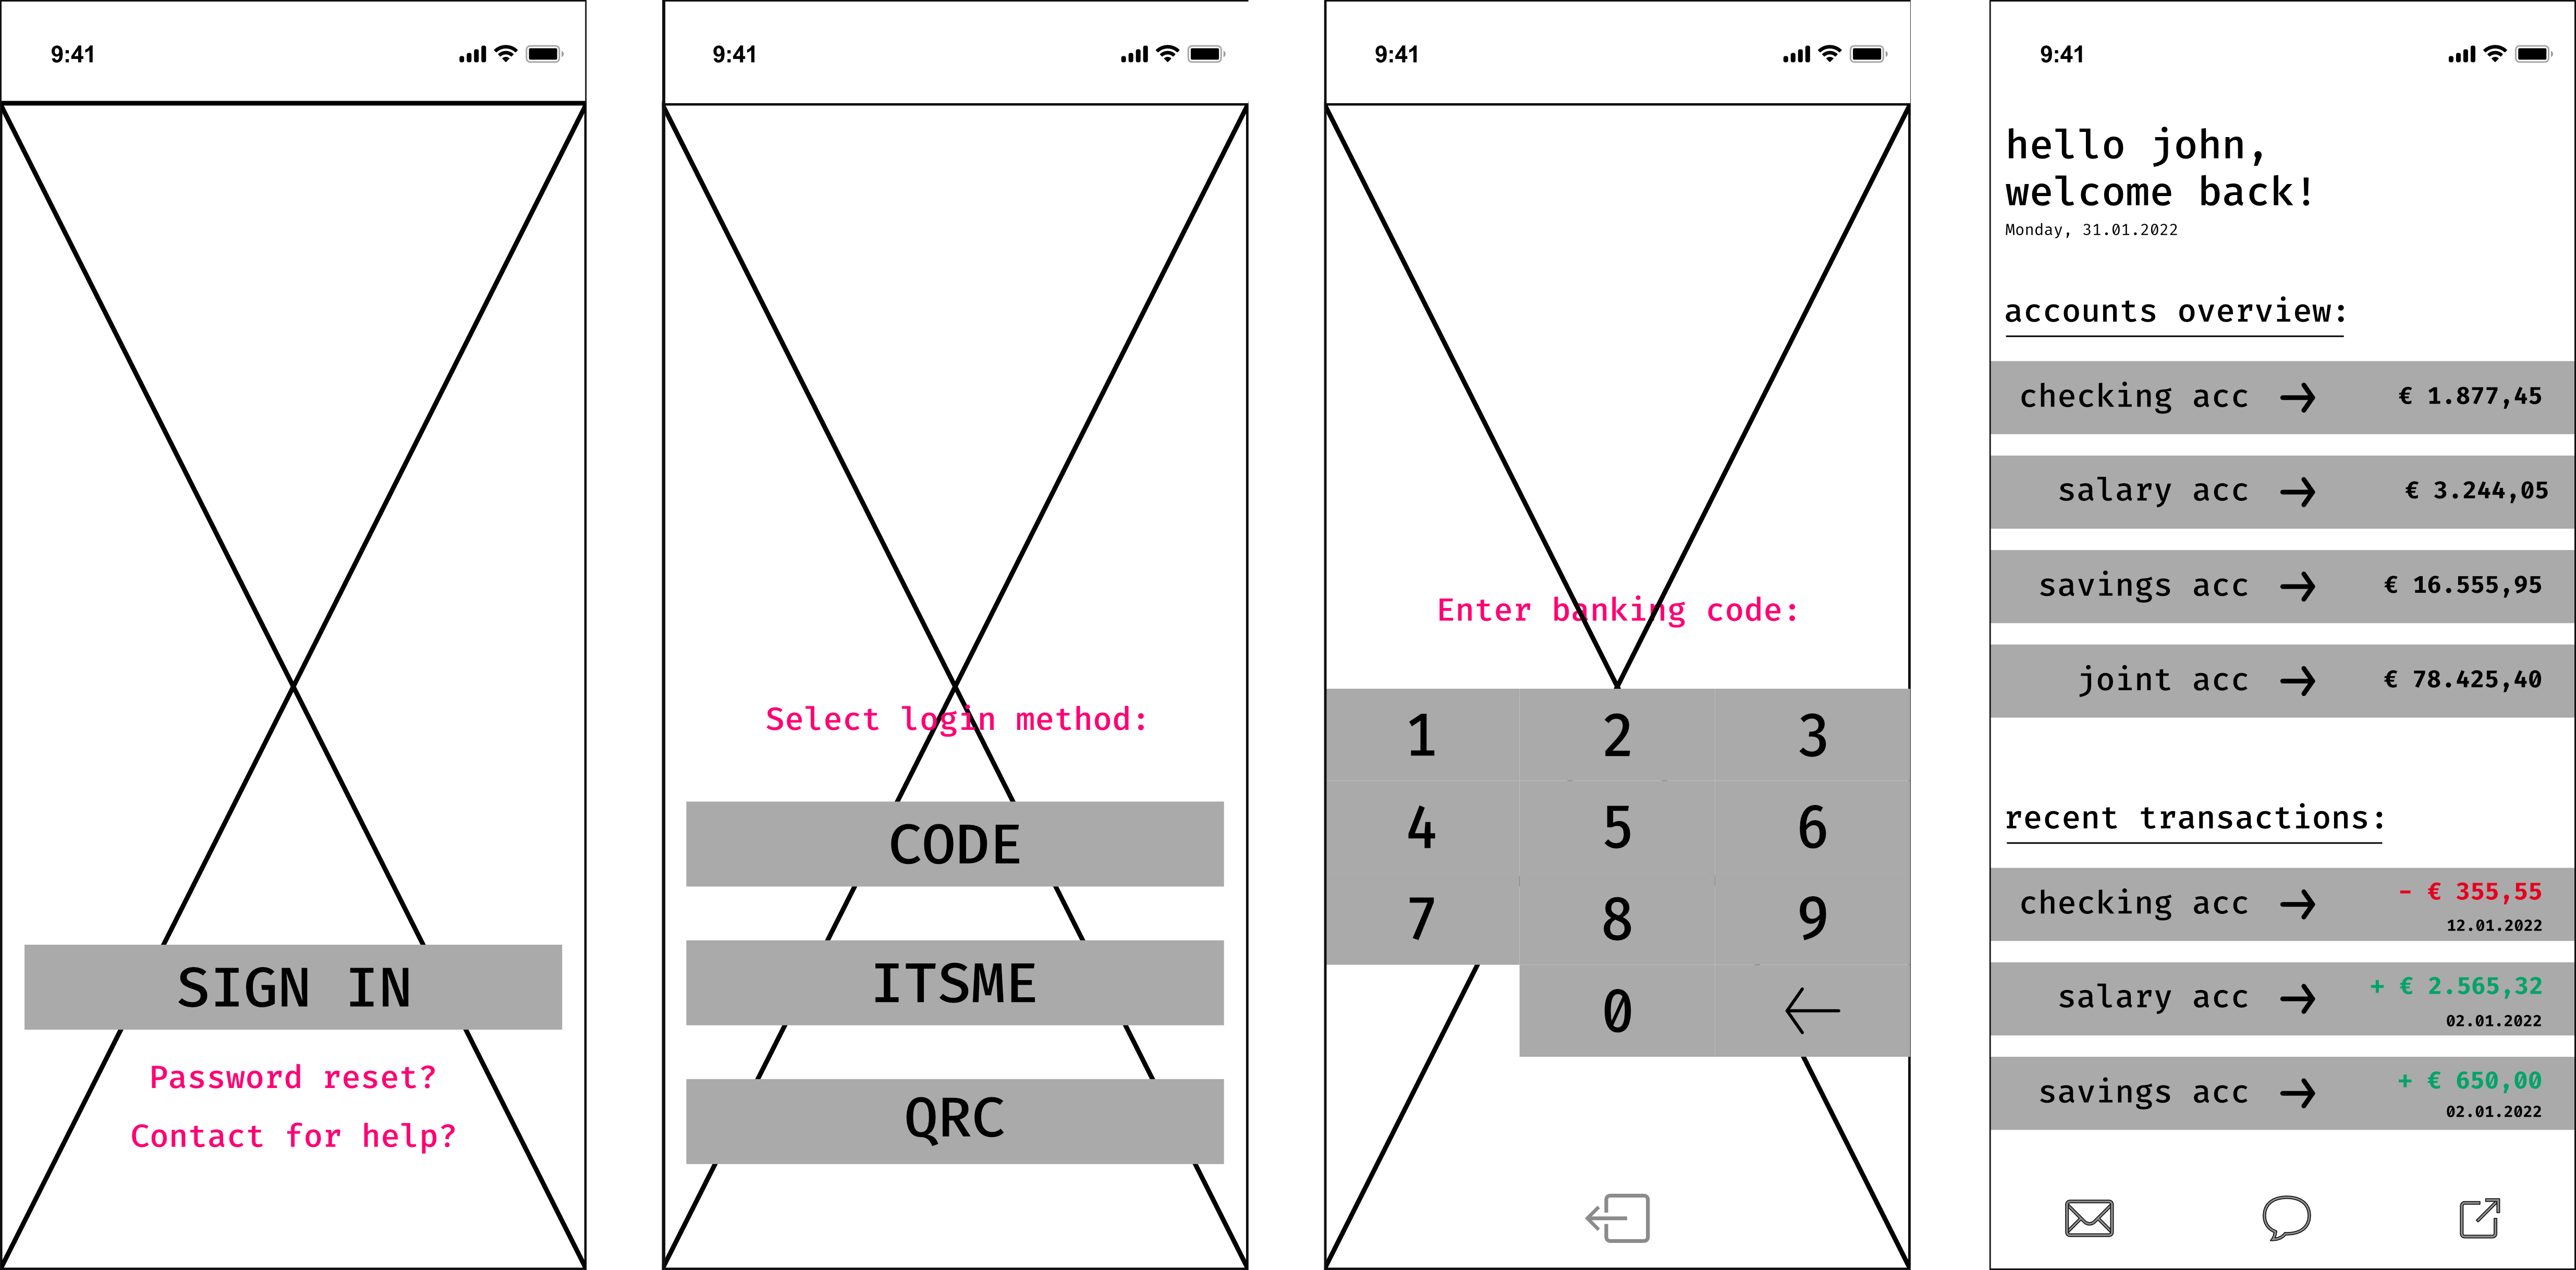 9:41
SIGN IN
Password reset?
Contact for help?
9:41
Select login method:
CODE
ITSME
QRC
9:41
Enter banking code:
1 2 3
4 5 6
7 8 9
0
9:41
hello john,
welcome back!
Monday, 31.01.2022
accounts overview:
checking acc → € 1.877,45
salary acc → € 3.244,05
savings acc → € 16.555,95
joint acc → € 78.425,40
recent transactions:
checking acc → - € 355,55
12.01.2022
salary acc → + € 2.565,32
02.01.2022
savings acc → + € 650,00
02.01.2022